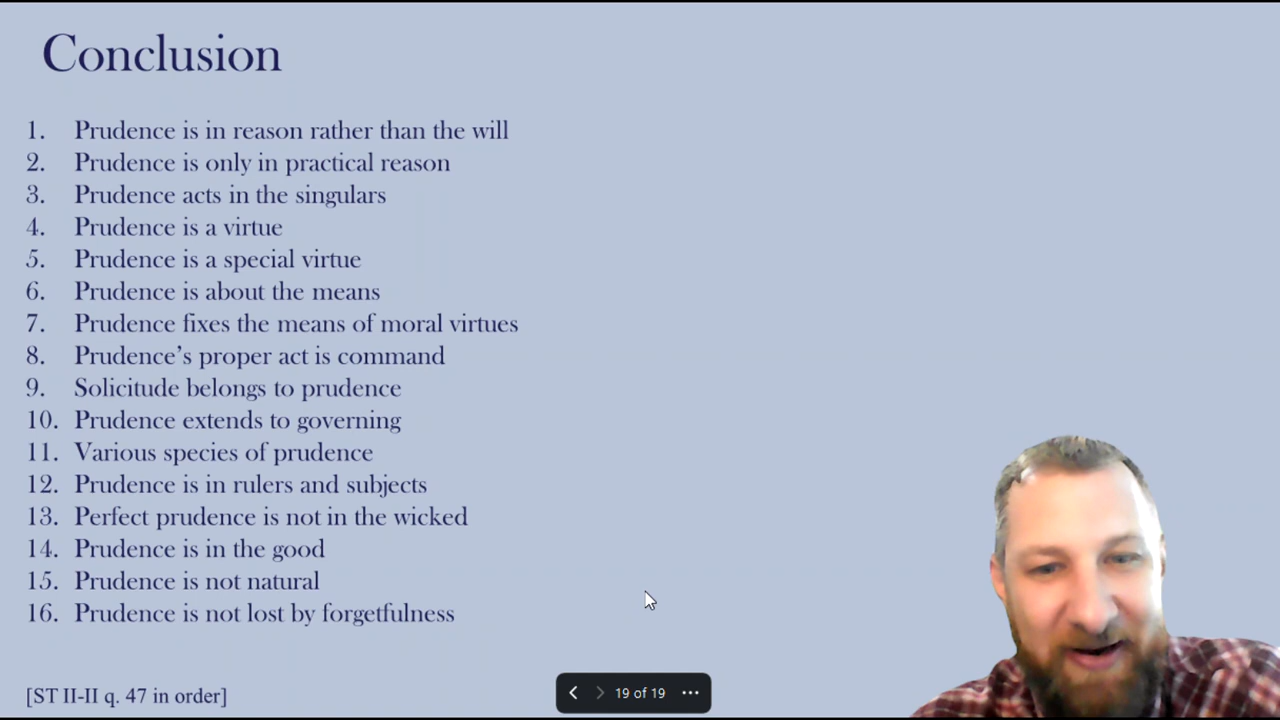 Conclusion
1. Prudence is in reason rather than the will
2. Prudence is only in practical reason
3. Prudence acts in the singulars
4. Prudence is a virtue
5. Prudence is a special virtue
6. Prudence is about the means
7. Prudence fixes the means of moral virtues
8. Prudence’s proper act is command
9. Solicitude belongs to prudence
10. Prudence extends to governing
11. Various species of prudence
12. Prudence is in rulers and subjects
13. Perfect prudence is not in the wicked
14. Prudence is in the good
15. Prudence is not natural
16. Prudence is not lost by forgetfulness
[ST II-II q. 47 in order]
19 of 19